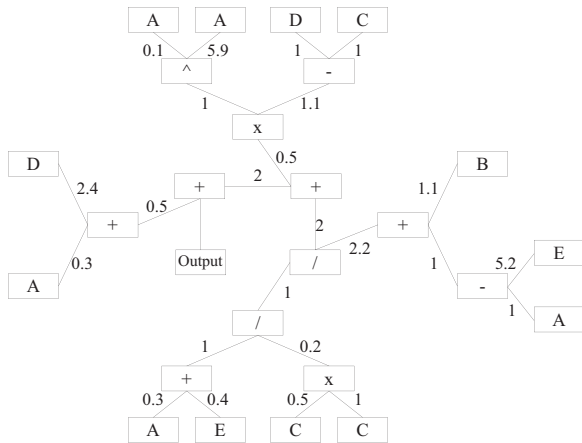 A A D C
0.1 5.9 1 1
^ -
1 1.1
x
D 0.5 B
2.4 + 2 + 1.1
0.5 2 +
+ 2.2 1 E
0.3 Output / 5.2
A 1 -
1 A
/
1 0.2
+ x
0.3 0.4 0.5 1
A E C C